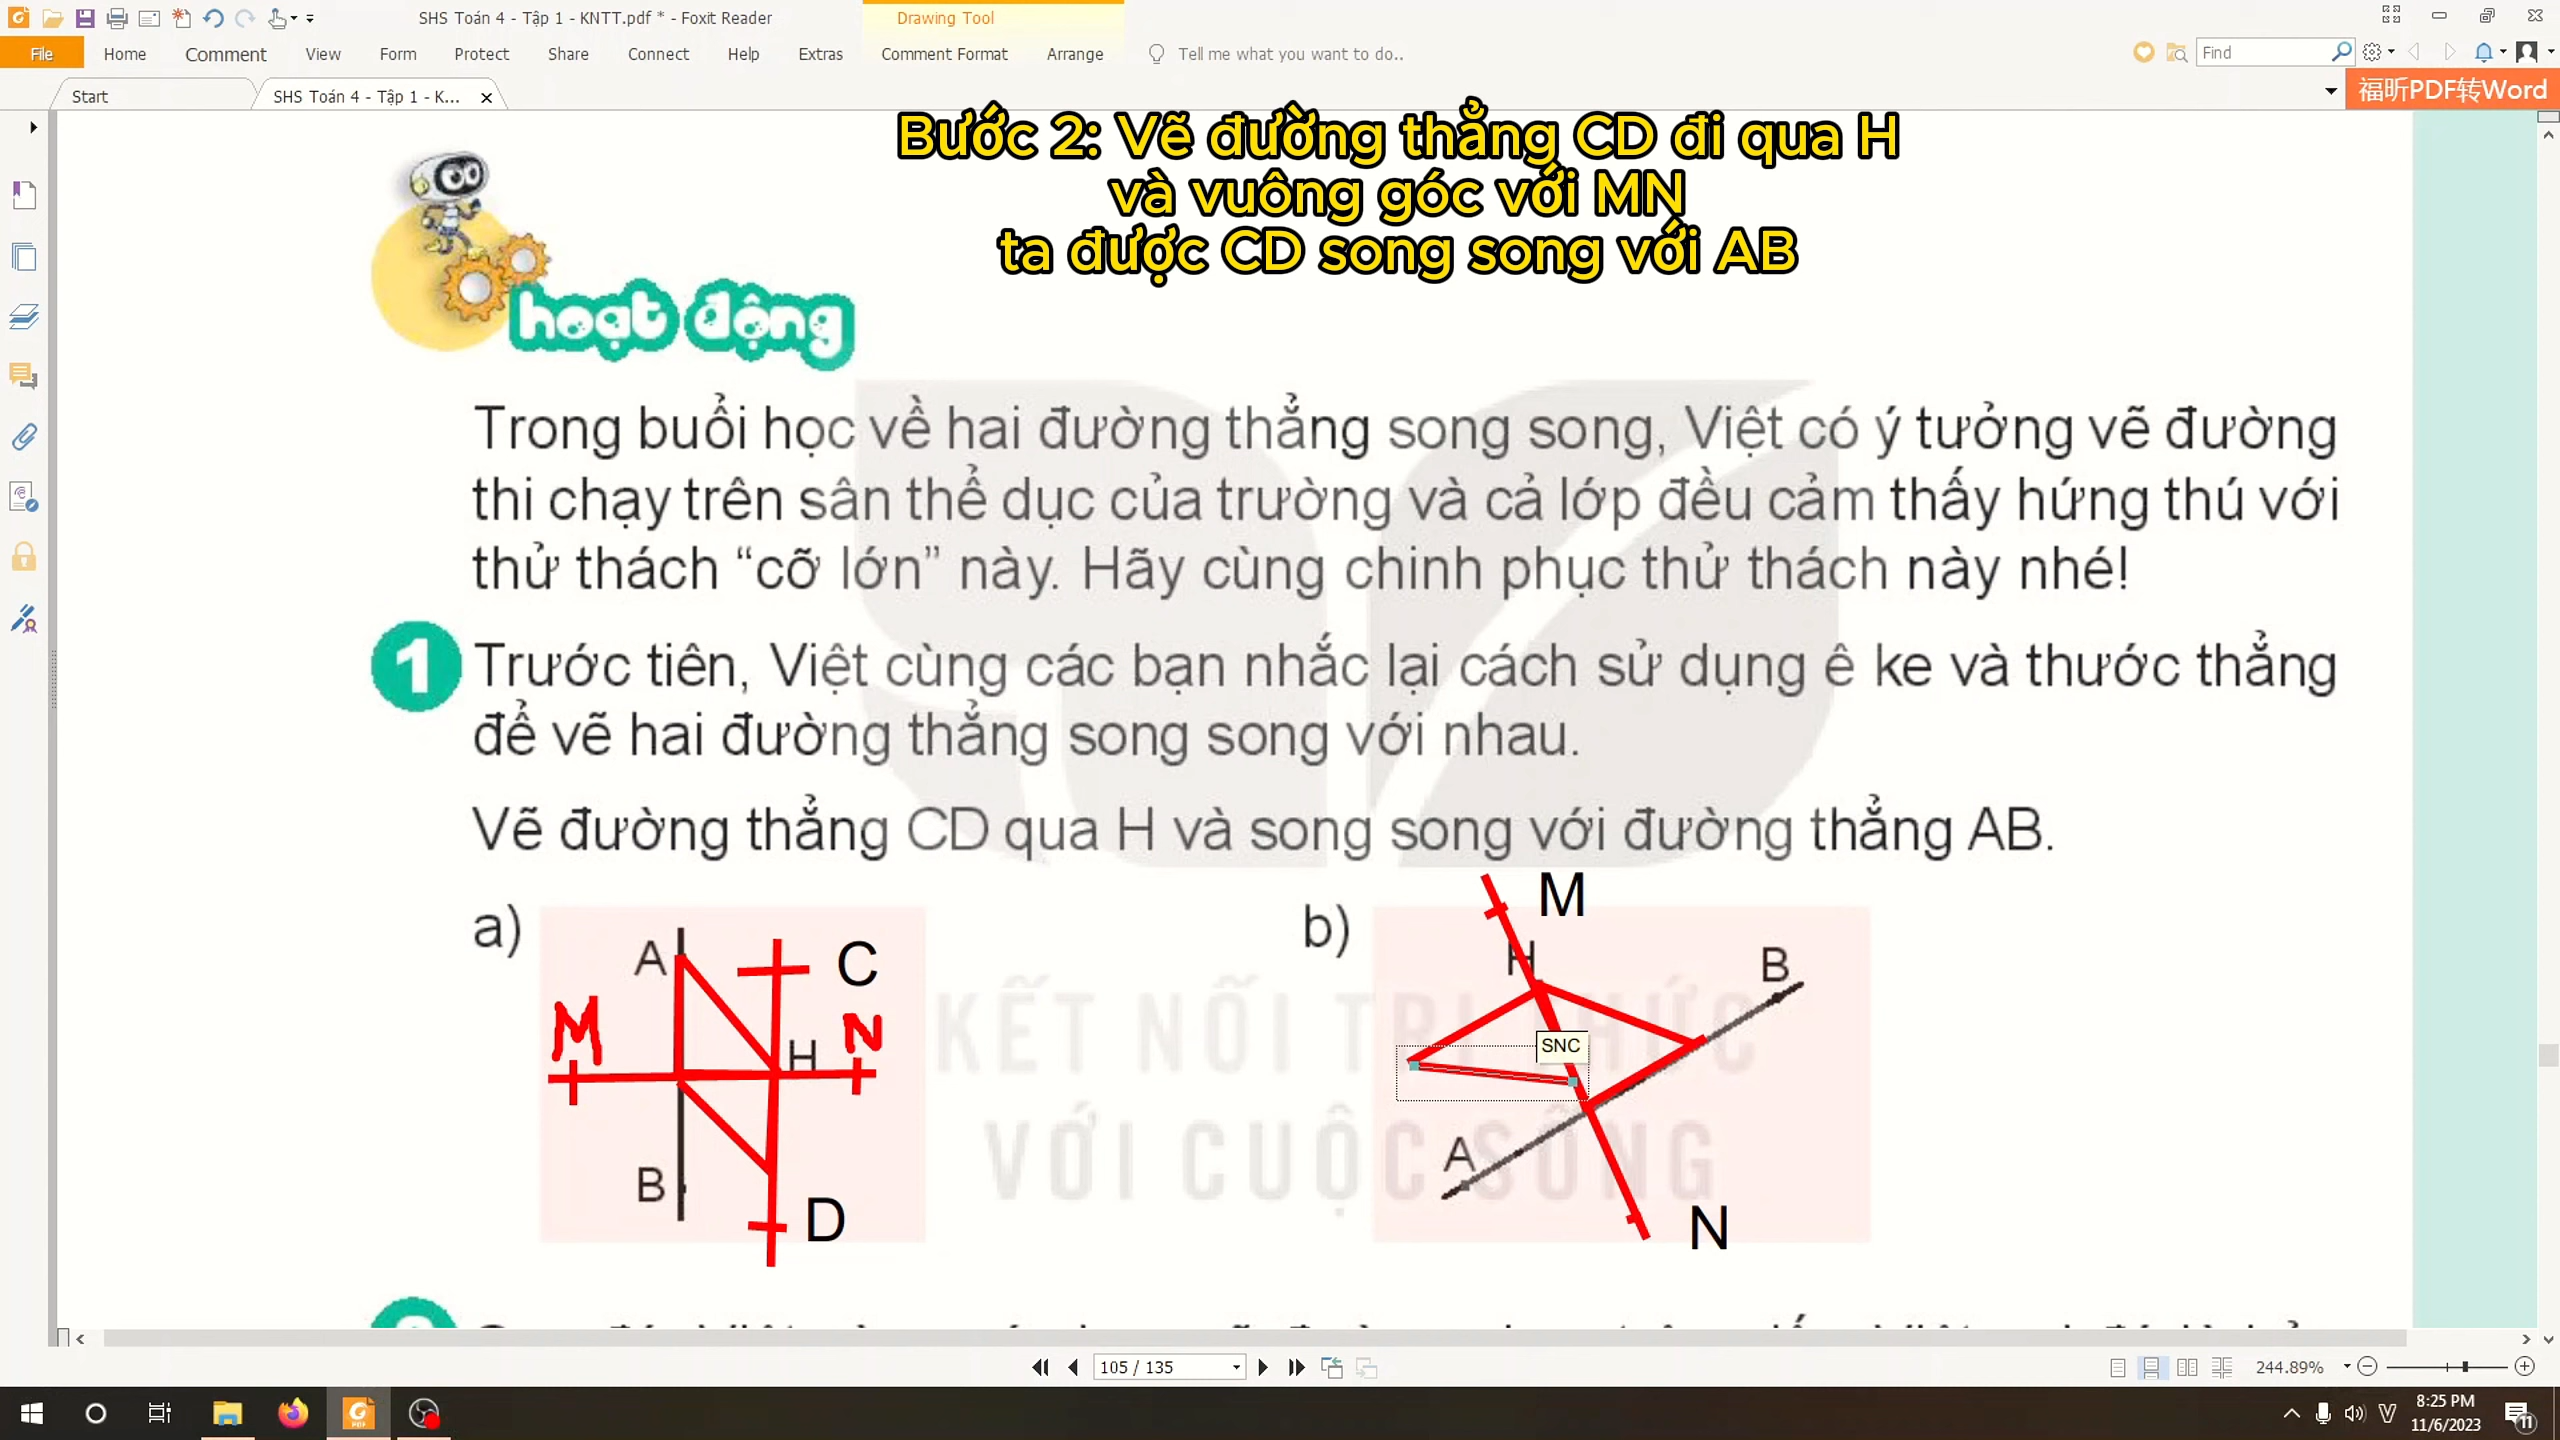 SHS Toán 4 - Tập 1 - KNTT.pdf * - Foxit Reader
Drawing Tool
File Home Comment View Form Protect Share Connect Help Extras Comment Format Arrange Tell me what you want to do.. Find
Start
SHS Toán 4 - Tập 1 - K...
福昕PDF转Word
Bước 2: Vẽ đường thẳng CD đi qua H
và vuông góc với MN
ta được CD song song với AB
hoạt động
Trong buổi học về hai đường thẳng song song, Việt có ý tưởng vẽ đường
thi chạy trên sân thể dục của trường và cả lớp đều cảm thấy hứng thú với
thử thách “cỡ lớn” này. Hãy cùng chinh phục thử thách này nhé!
1 Trước tiên, Việt cùng các bạn nhắc lại cách sử dụng ê ke và thước thẳng
để vẽ hai đường thẳng song song với nhau.
Vẽ đường thẳng CD qua H và song song với đường thẳng AB.
a)
A
C
M
N
H
B
D
b)
M
H
B
SNC
A
N
KẾT NỐI TRI THỨC
VỚI CUỘC SỐNG
105 / 135
244.89%
8:25 PM
11/6/2023
11